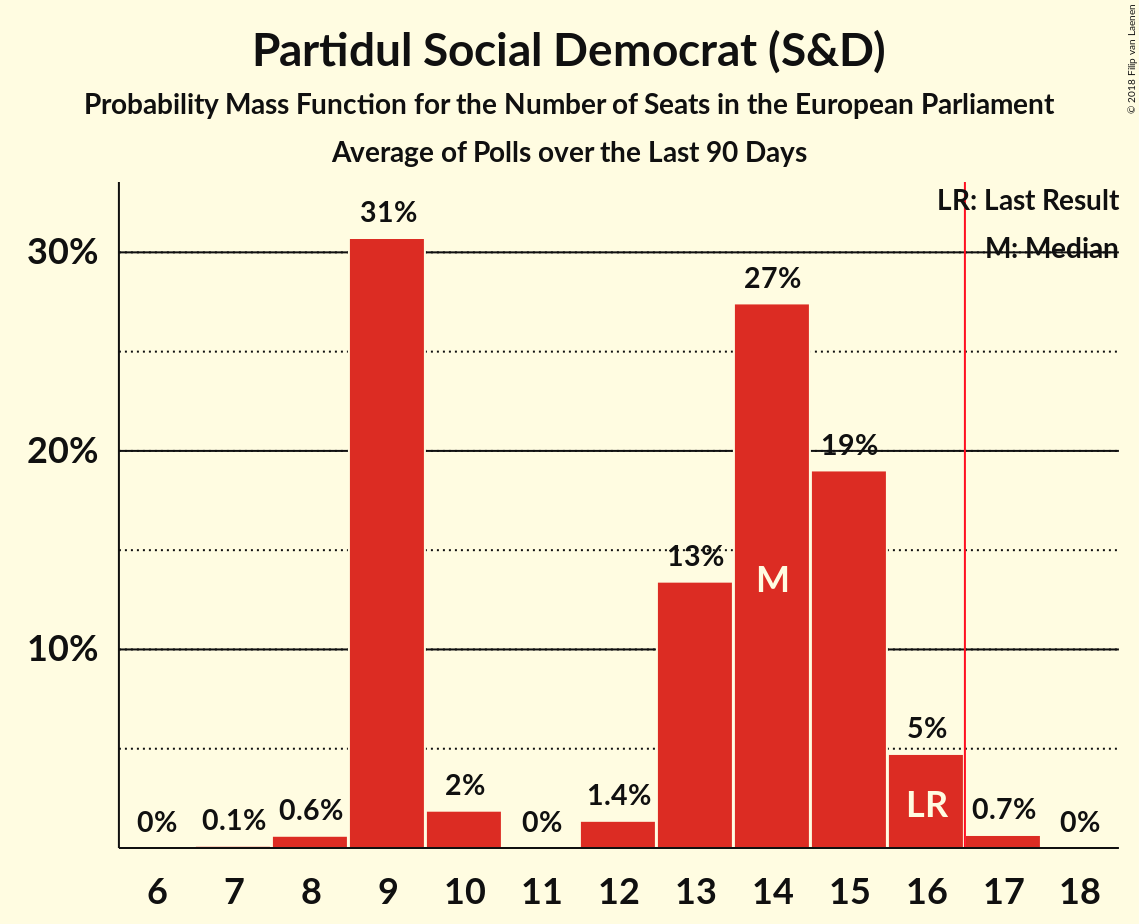 Partidul Social Democrat (S&D)
Probability Mass Function for the Number of Seats in the European Parliament
Average of Polls over the Last 90 Days
© 2018 Filip van Laenen
LR: Last Result
M: Median
30%
20%
10%
0%
0.1%
0.6%
31%
2%
0%
1.4%
13%
27%
19%
5%
0.7%
0%
M
LR
6 7 8 9 10 11 12 13 14 15 16 17 18